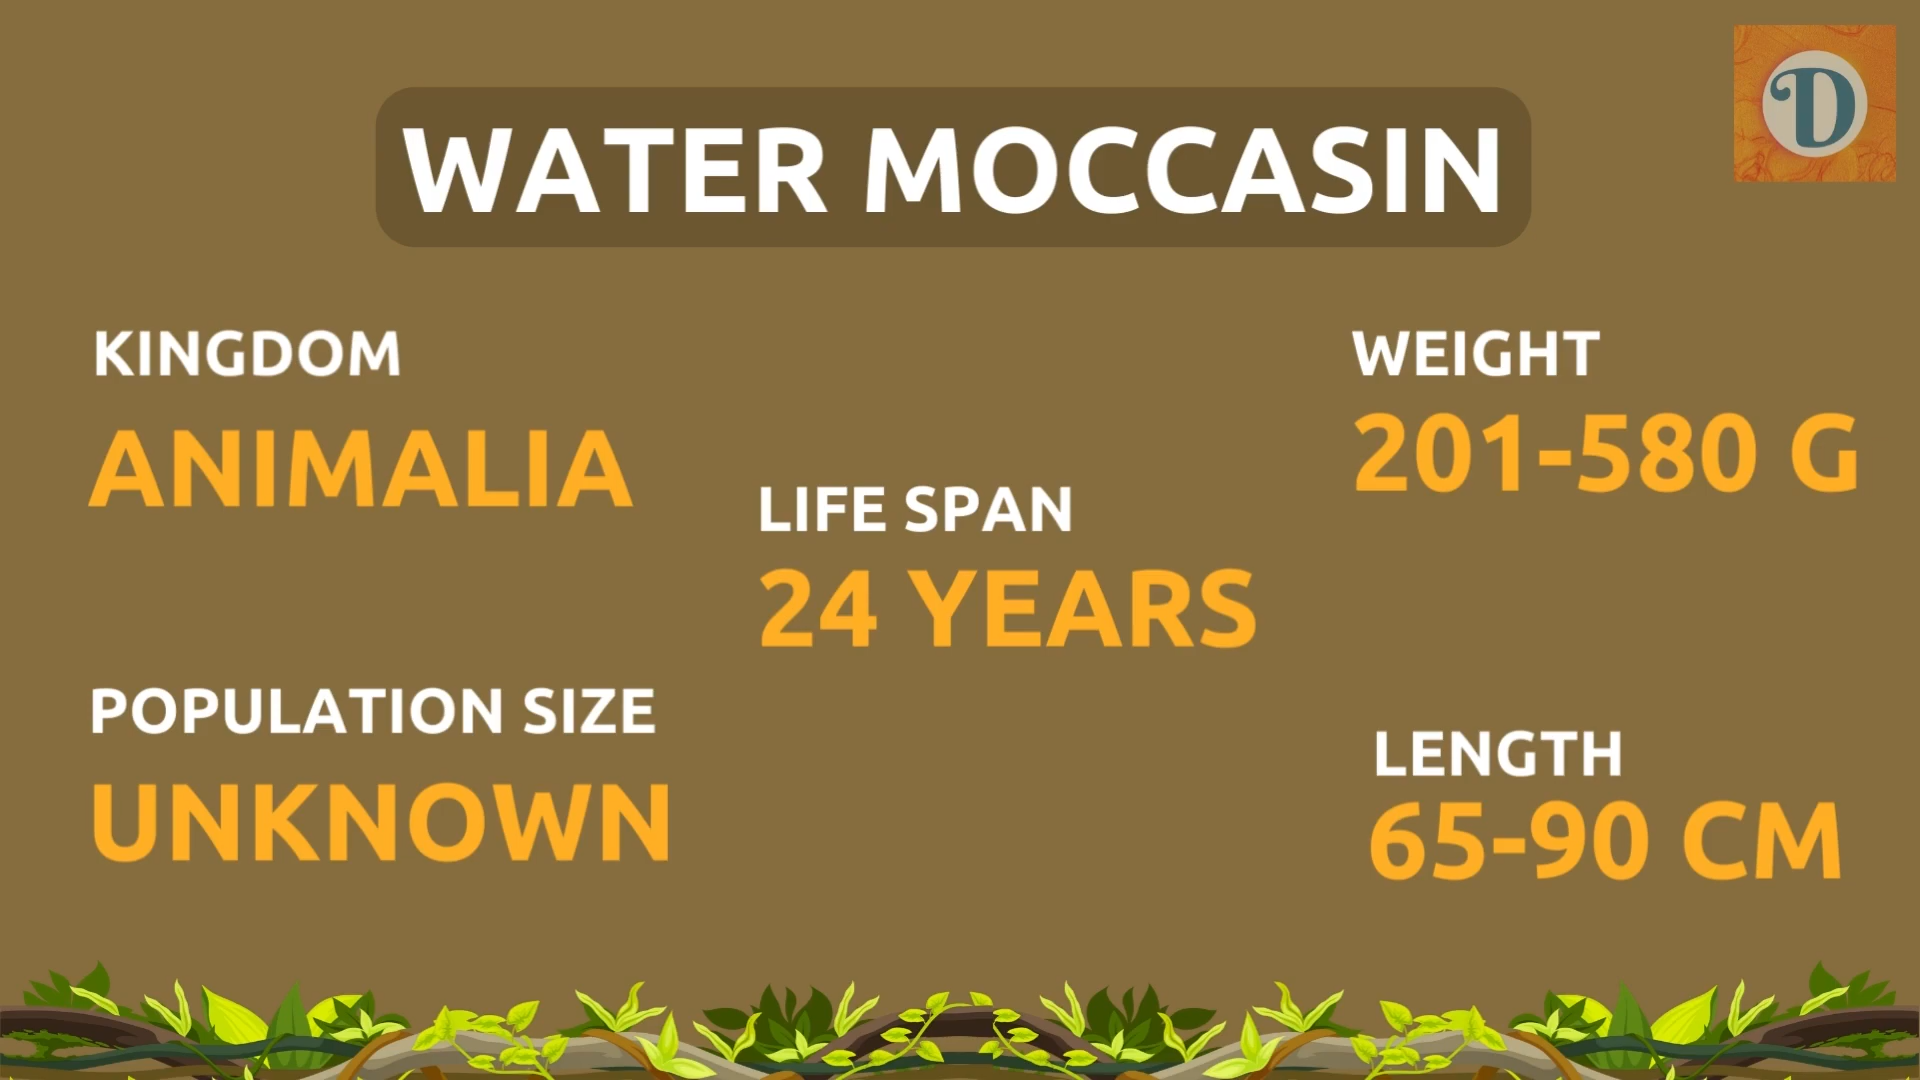 D
WATER MOCCASIN
KINGDOM
ANIMALIA
WEIGHT
201-580 G
LIFE SPAN
24 YEARS
POPULATION SIZE
UNKNOWN
LENGTH
65-90 CM